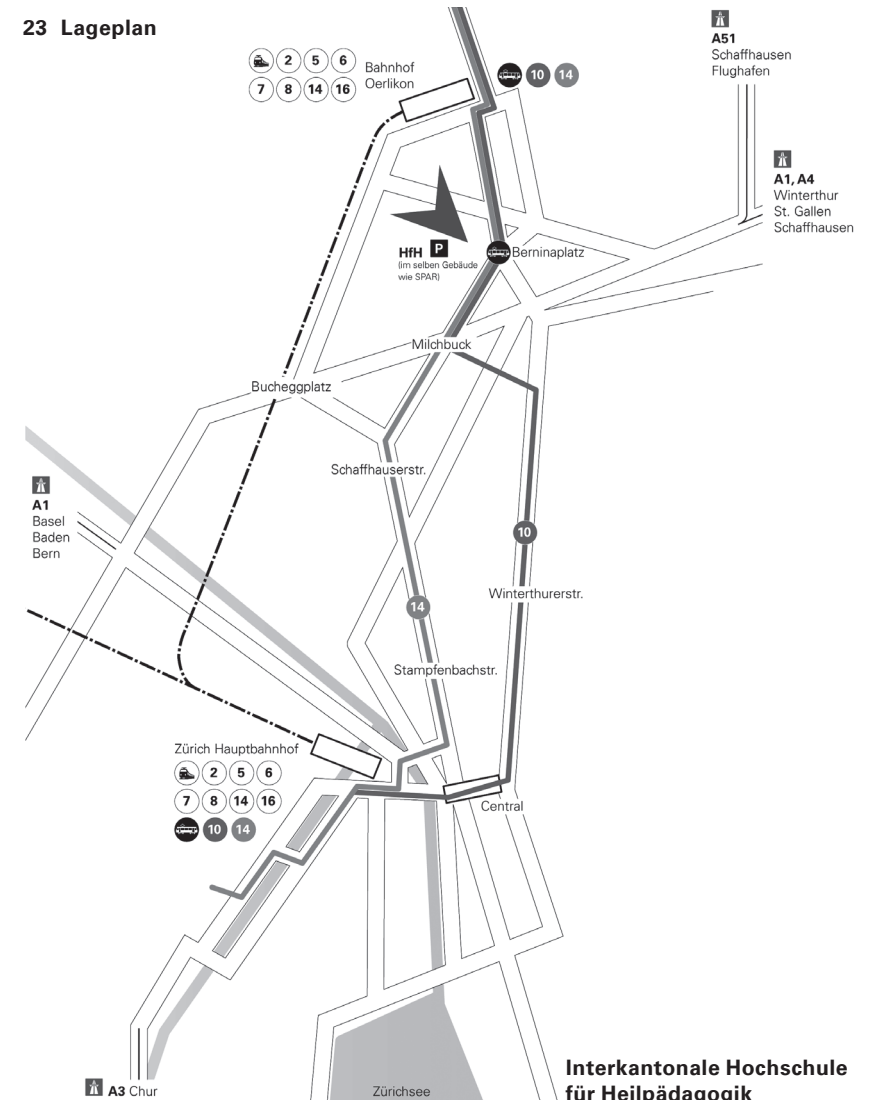 23 Lageplan
A51
Schaffhausen
Flughafen
2 5 6
7 8 14 16
Bahnhof
Oerlikon
10 14
A1, A4
Winterthur
St. Gallen
Schaffhausen
HfH P
(im selben Gebäude
wie SPAR)
Berninaplatz
Milchbuck
Bucheggplatz
Schaffhauserstr.
A1
Basel
Baden
Bern
10
Winterthurerstr.
14
Stampfenbachstr.
Zürich Hauptbahnhof
2 5 6
7 8 14 16
10 14
Central
A3 Chur
Zürichsee
Interkantonale Hochschule
für Heilpädagogik